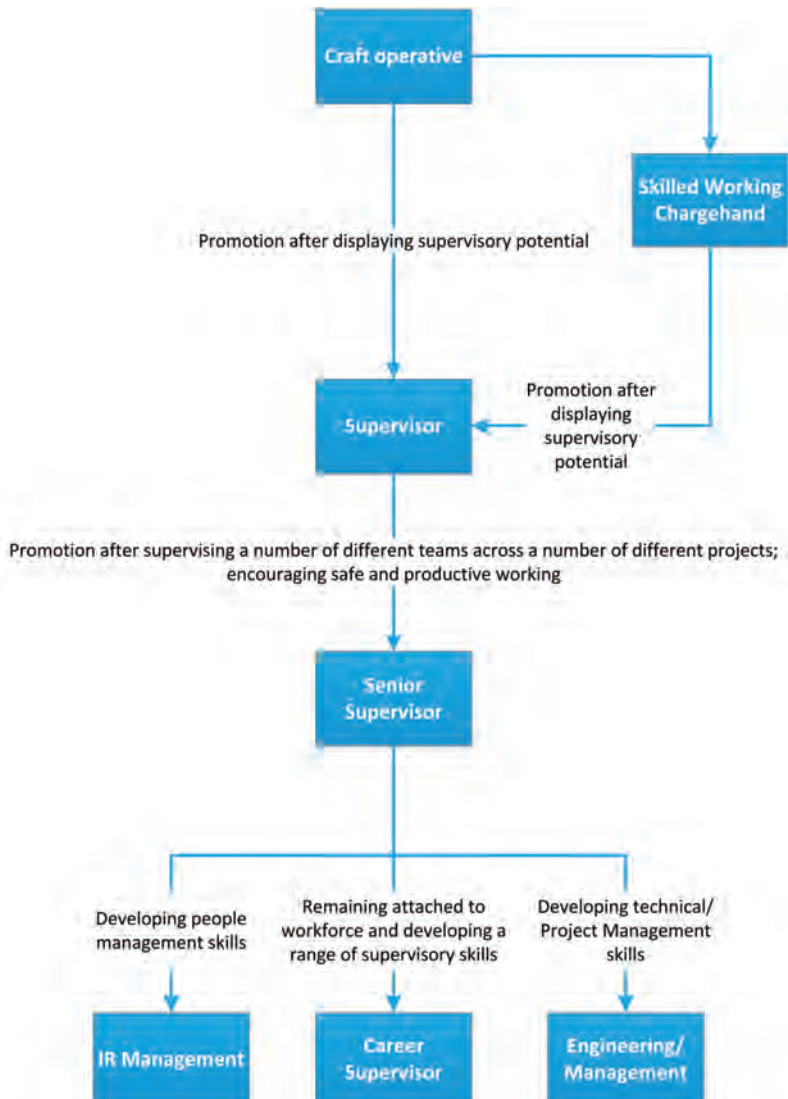 Craft operative
Skilled Working
Chargehand
Promotion after displaying supervisory potential
Supervisor
Promotion after
displaying
supervisory
potential
Promotion after supervising a number of different teams across a number of different projects;
encouraging safe and productive working
Senior
Supervisor
Developing people
management skills
Remaining attached to
workforce and developing a
range of supervisory skills
Developing technical/
Project Management
skills
IR Management
Career
Supervisor
Engineering/
Management